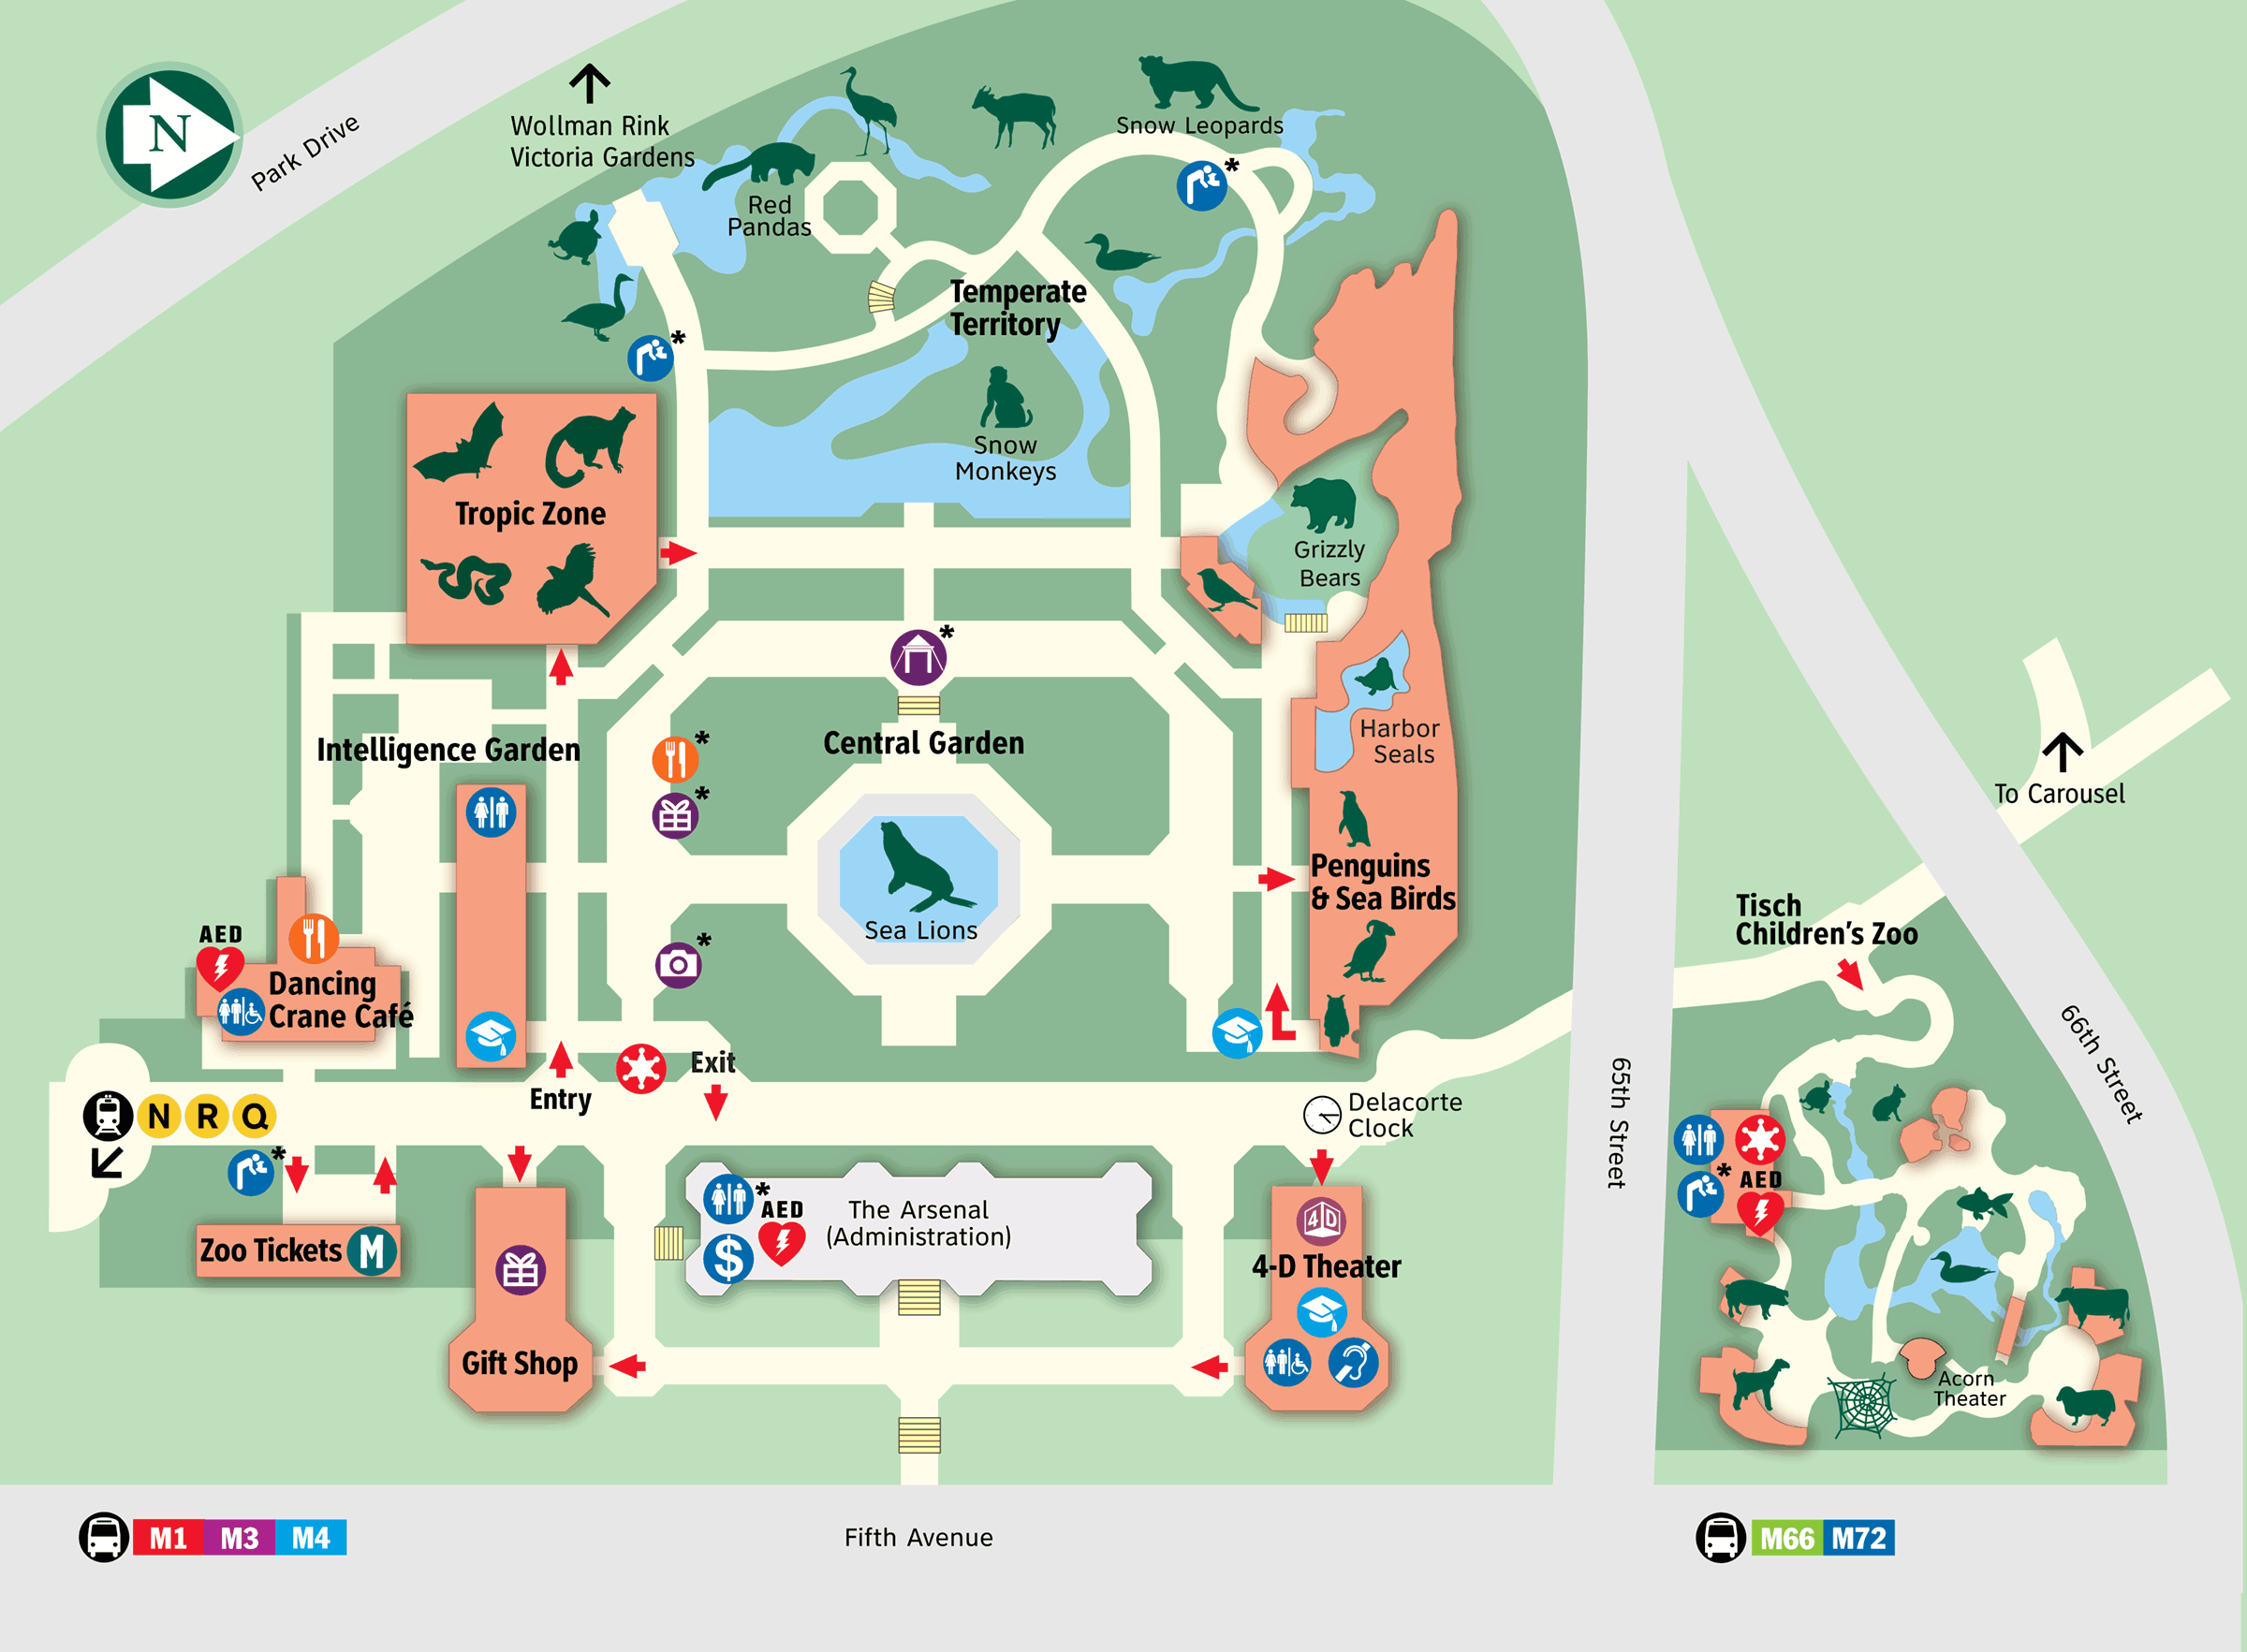 N
Park Drive
Wollman Rink
Victoria Gardens
Snow Leopards
*
Red
Pandas
Temperate
Territory
*
Snow
Monkeys
Tropic Zone
Grizzly
Bears
*
Harbor
Seals
Intelligence Garden
*
Central Garden
*
To Carousel
Penguins
& Sea Birds
Sea Lions
*
Tisch
Children's Zoo
AED
Dancing
Crane Café
66th Street
65th Street
Entry
Exit
N R Q
*
Delacorte
Clock
*
AED
*
AED
The Arsenal
(Administration)
$
Zoo Tickets M
4D
4-D Theater
Gift Shop
Acorn
Theater
M1 M3 M4
Fifth Avenue
M66 M72